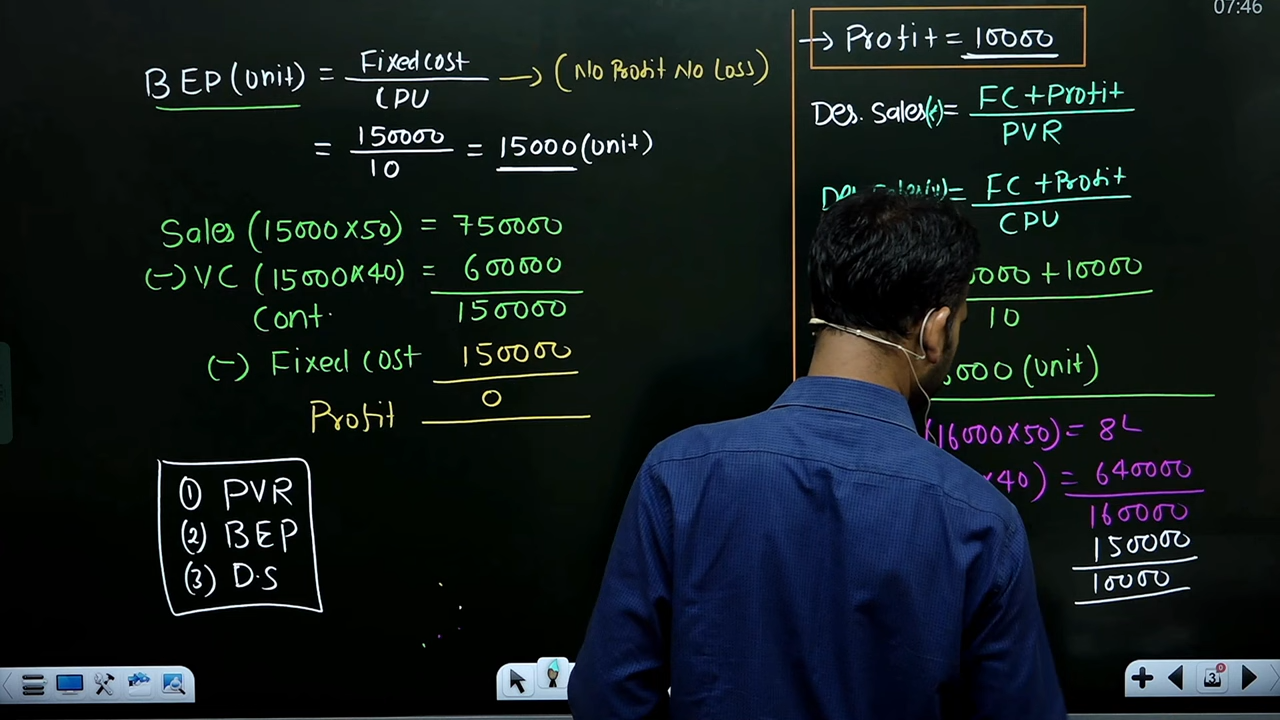 07:46
BEP (Unit) = Fixed cost / CPU → (No Profit No Loss)
= 150000 / 10 = 15000 (Unit)
Sales (15000×50) = 750000
(-) VC (15000×40) = 600000
Cont. 150000
(-) Fixed cost 150000
Profit 0
① PVR
(2) BEP
(3) D.S
→ Profit = 10000
Des. Sales(₹) = FC + Profit / PVR
= FC + Profit / CPU
0000 + 10000 / 10
000 (Unit)
(16000×50) = 8L
×40) = 640000
160000
150000
10000
3